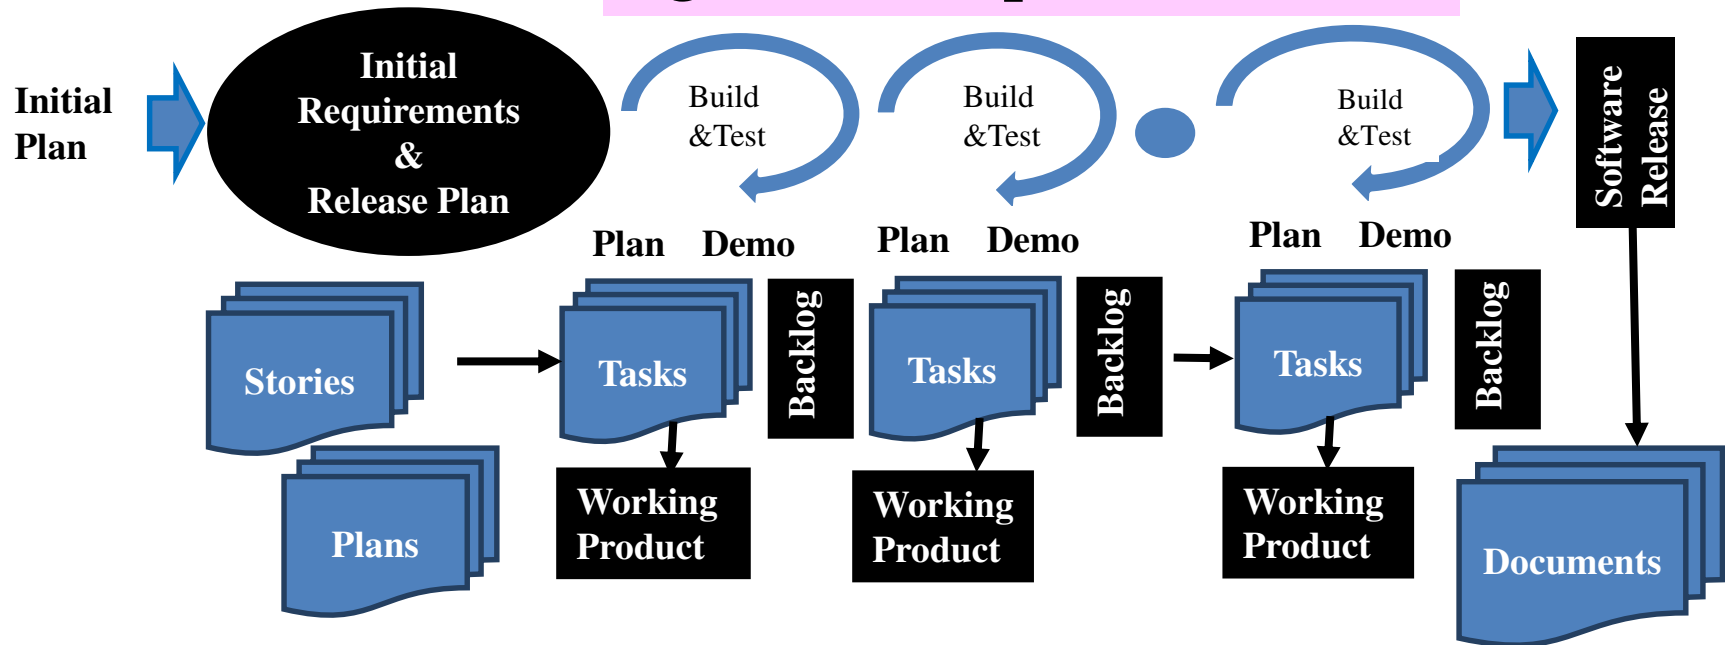 Initial
Plan
Initial
Requirements
&
Release Plan
Build
&Test
Build
&Test
Build
&Test
Software
Release
Plan Demo
Plan Demo
Plan Demo
Stories
Tasks
Backlog
Tasks
Backlog
Tasks
Backlog
Plans
Working
Product
Working
Product
Working
Product
Documents